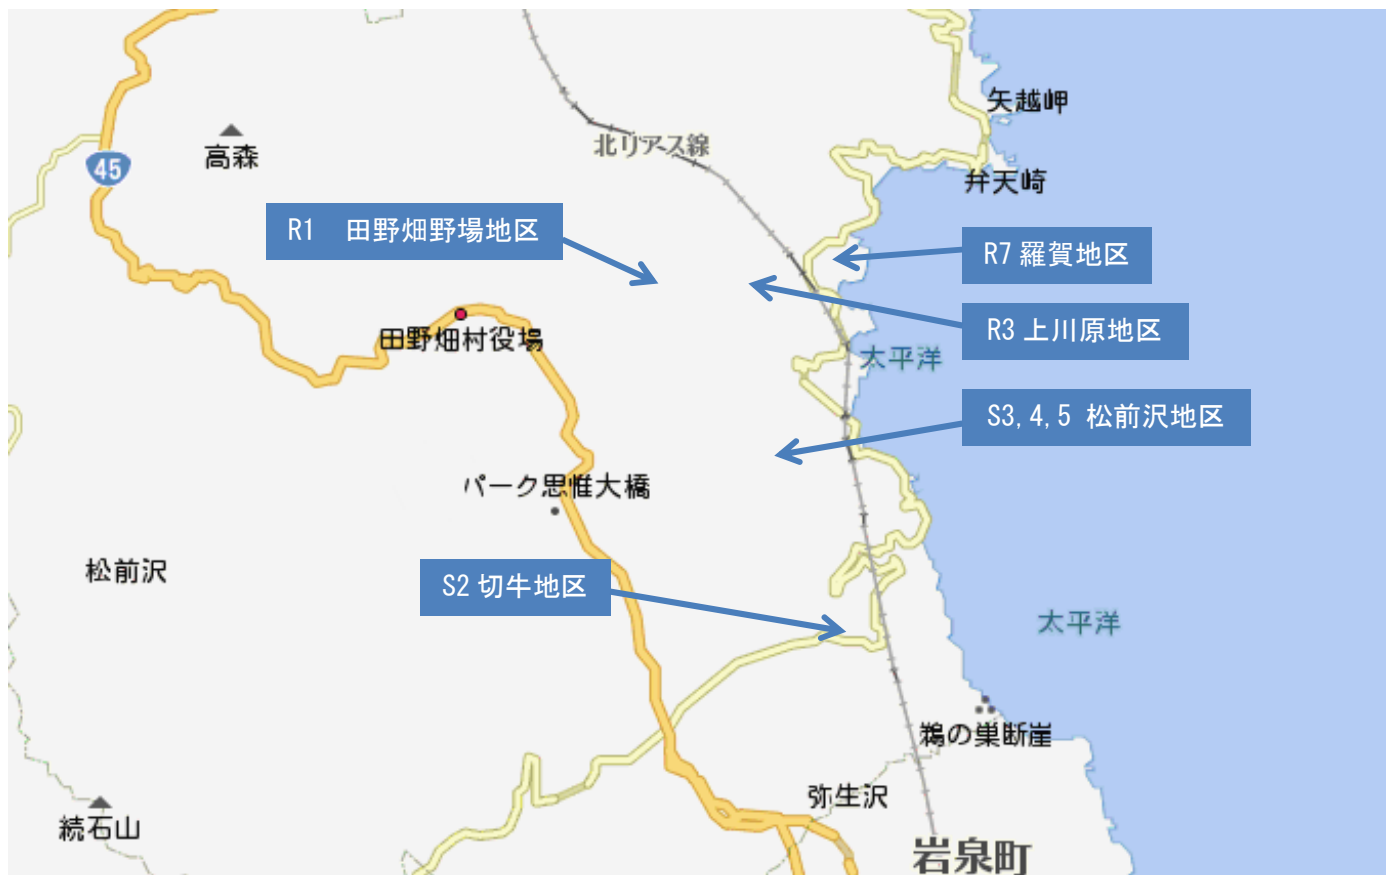 矢越岬
北リアス線
高森
45
弁天崎
R1 田野畑野場地区
R7 羅賀地区
R3 上川原地区
田野畑村役場
太平洋
S3,4,5 松前沢地区
パーク思惟大橋
松前沢
S2 切牛地区
太平洋
鵜の巣断崖
弥生沢
続石山
岩泉町